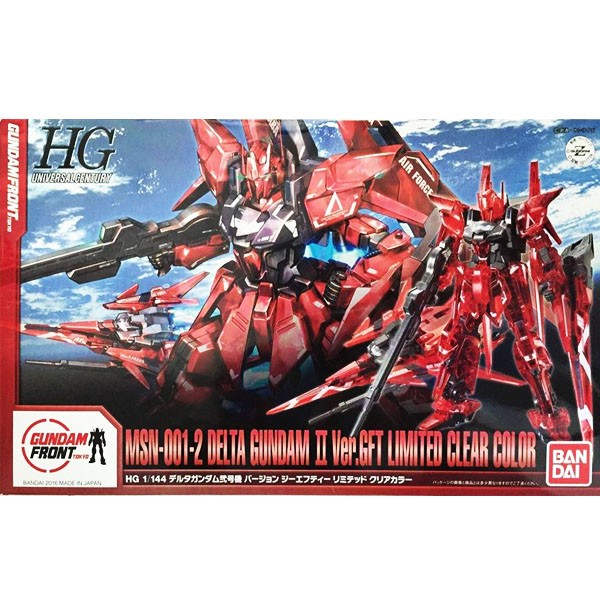 HG
UNIVERSAL CENTURY
GUNDAM FRONT TOKYO
AIR FORCE
GUNDAM
FRONT
TOKYO
BANDAI 2016 MADE IN JAPAN
MSN-001-2 DELTA GUNDAM II Ver.GFT LIMITED CLEAR COLOR
HG 1/144 デルタガンダム弐号機 バージョン ジーエフティー リミテッド クリアカラー
BAN
DAI